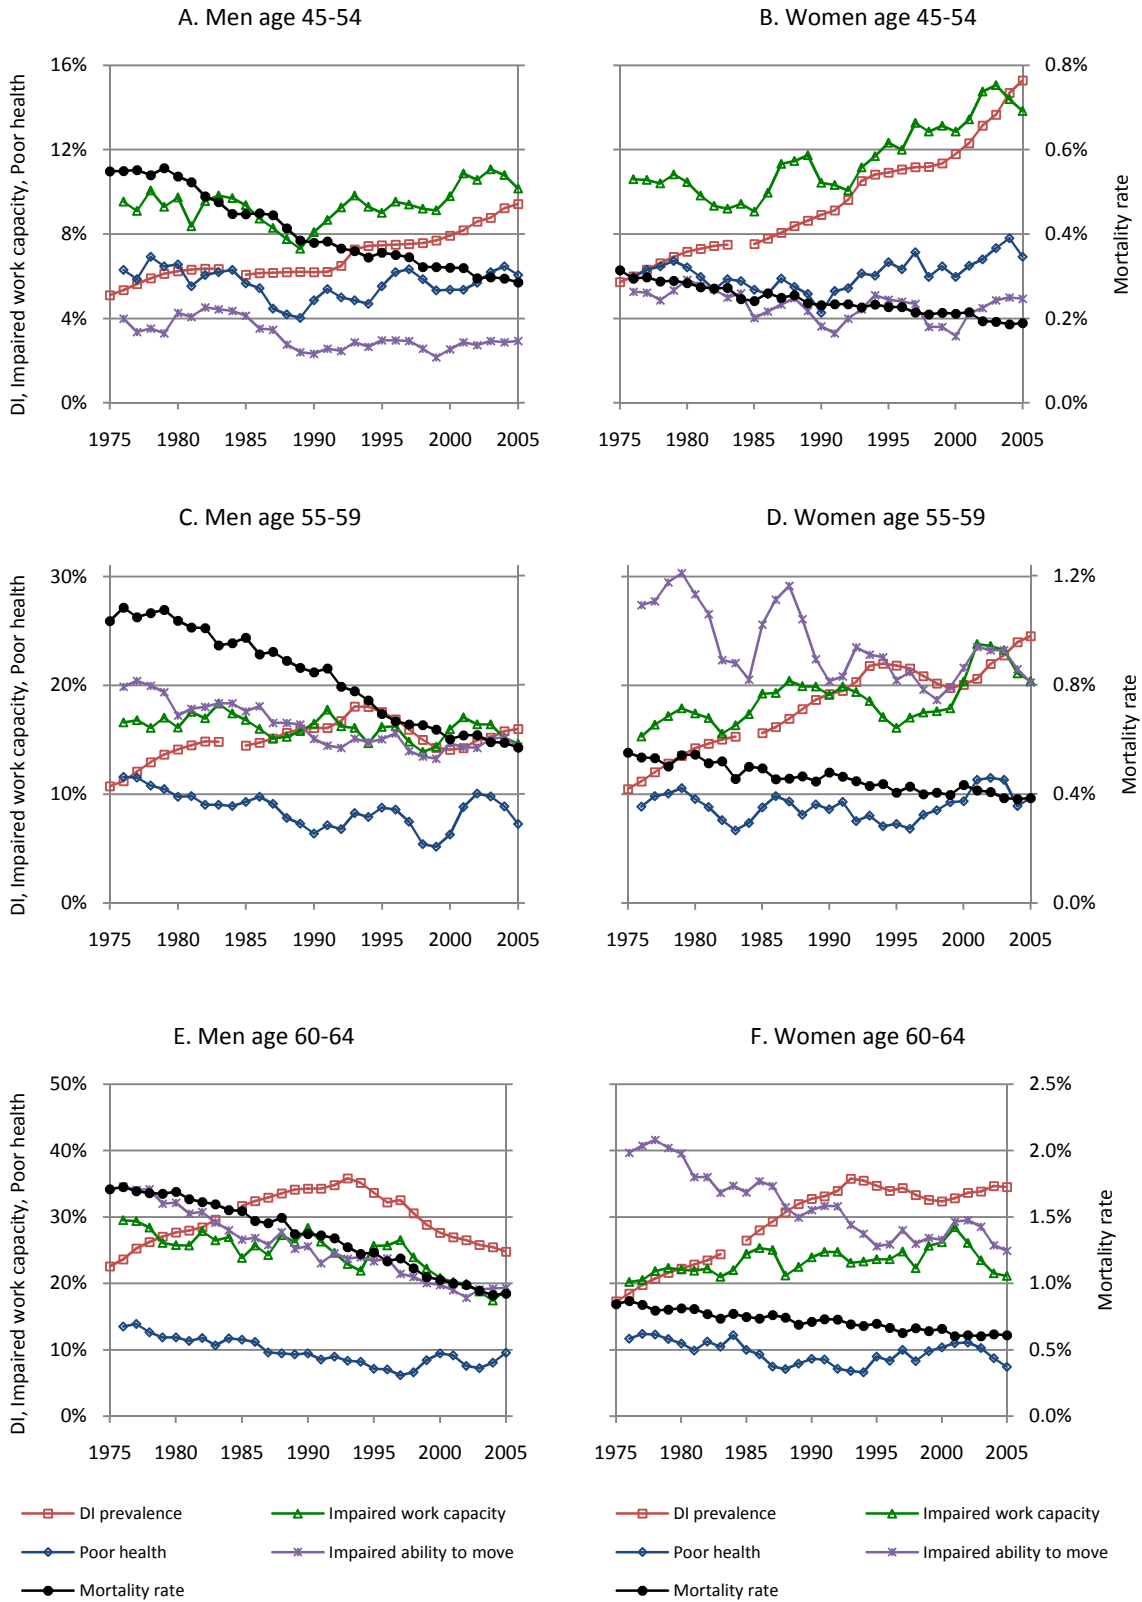 A. Men age 45-54
B. Women age 45-54
DI, Impaired work capacity, Poor health
16%
12%
8%
4%
0%
0.8%
0.6%
0.4%
0.2%
0.0%
Mortality rate
1975 1980 1985 1990 1995 2000 2005
1975 1980 1985 1990 1995 2000 2005
C. Men age 55-59
D. Women age 55-59
DI, Impaired work capacity, Poor health
30%
20%
10%
0%
1.2%
0.8%
0.4%
0.0%
Mortality rate
1975 1980 1985 1990 1995 2000 2005
1975 1980 1985 1990 1995 2000 2005
E. Men age 60-64
F. Women age 60-64
DI, Impaired work capacity, Poor health
50%
40%
30%
20%
10%
0%
2.5%
2.0%
1.5%
1.0%
0.5%
0.0%
Mortality rate
1975 1980 1985 1990 1995 2000 2005
1975 1980 1985 1990 1995 2000 2005
DI prevalence
Impaired work capacity
Poor health
Impaired ability to move
Mortality rate
DI prevalence
Impaired work capacity
Poor health
Impaired ability to move
Mortality rate